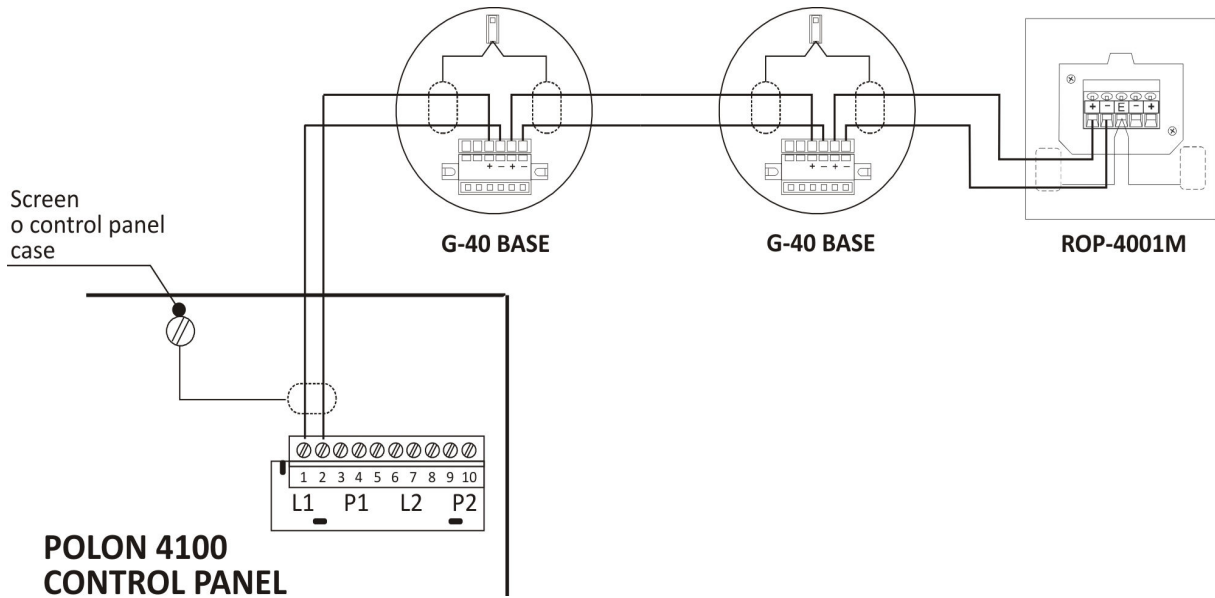 Screen
o control panel
case
+ - + -
G-40 BASE
+ - + -
G-40 BASE
+ - E - +
ROP-4001M
1 2 3 4 5 6 7 8 9 10
L1 P1 L2 P2
POLON 4100
CONTROL PANEL